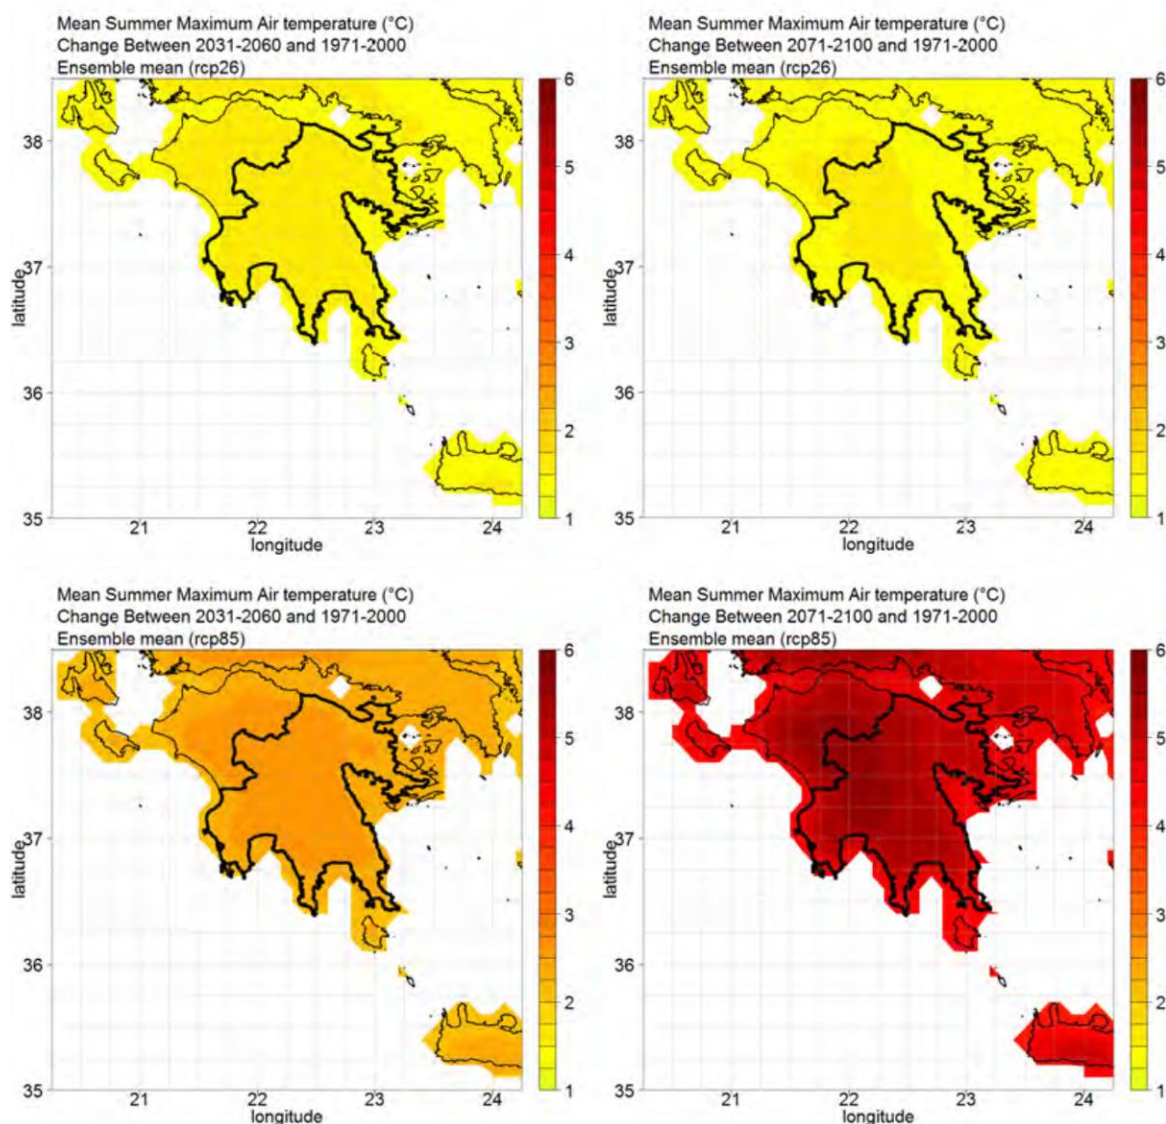 Mean Summer Maximum Air temperature (°C)
Change Between 2031-2060 and 1971-2000
Ensemble mean (rcp26)
6
5
4
3
2
1
38
37
36
35
latitude
21
22
23
24
longitude
Mean Summer Maximum Air temperature (°C)
Change Between 2071-2100 and 1971-2000
Ensemble mean (rcp26)
6
5
4
3
2
1
38
37
36
35
latitude
21
22
23
24
longitude
Mean Summer Maximum Air temperature (°C)
Change Between 2031-2060 and 1971-2000
Ensemble mean (rcp85)
6
5
4
3
2
1
38
37
36
35
latitude
21
22
23
24
longitude
Mean Summer Maximum Air temperature (°C)
Change Between 2071-2100 and 1971-2000
Ensemble mean (rcp85)
6
5
4
3
2
1
38
37
36
35
latitude
21
22
23
24
longitude